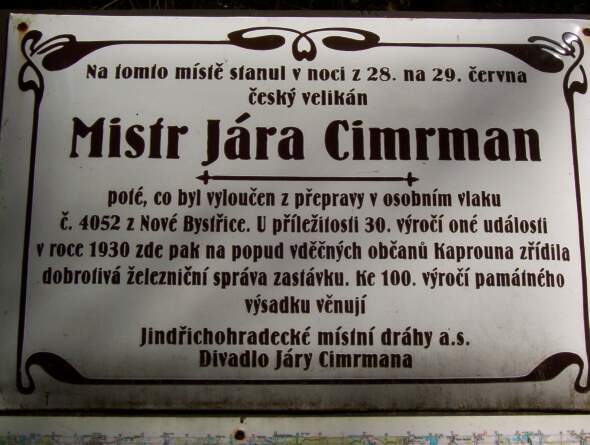 Na tomto místě stanul v noci z 28. na 29. června
český velikán
Mistr Jára Cimrman
poté, co byl vyloučen z přepravy v osobním vlaku
č. 4052 z Nové Bystřice. U příležitosti 30. výročí oné události
v roce 1930 zde pak na popud vděčných občanů Kaprouna zřídila
dobrotivá železniční správa zastávku. Ke 100. výročí památného
výsadku věnují
Jindřichohradecké místní dráhy a.s.
Divadlo Járy Cimrmana